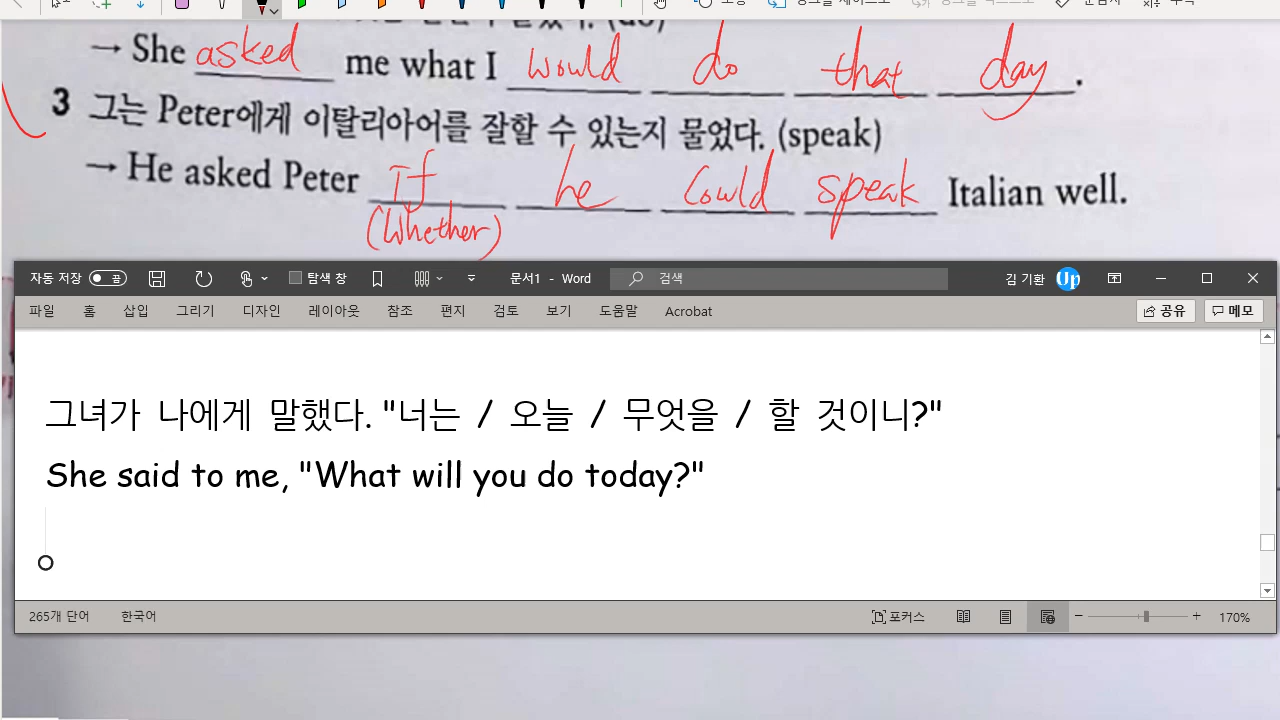 (do)
→ She asked me what I would do that day.
3 그는 Peter에게 이탈리아어를 잘할 수 있는지 물었다. (speak)
→ He asked Peter If he could speak Italian well.
(Whether)
자동 저장 끔 탐색 창 문서1 - Word 검색 김 기환 Up
파일 홈 삽입 그리기 디자인 레이아웃 참조 편지 검토 보기 도움말 Acrobat 공유 메모
그녀가 나에게 말했다. "너는 / 오늘 / 무엇을 / 할 것이니?"
She said to me, "What will you do today?"
265개 단어 한국어 포커스 170%